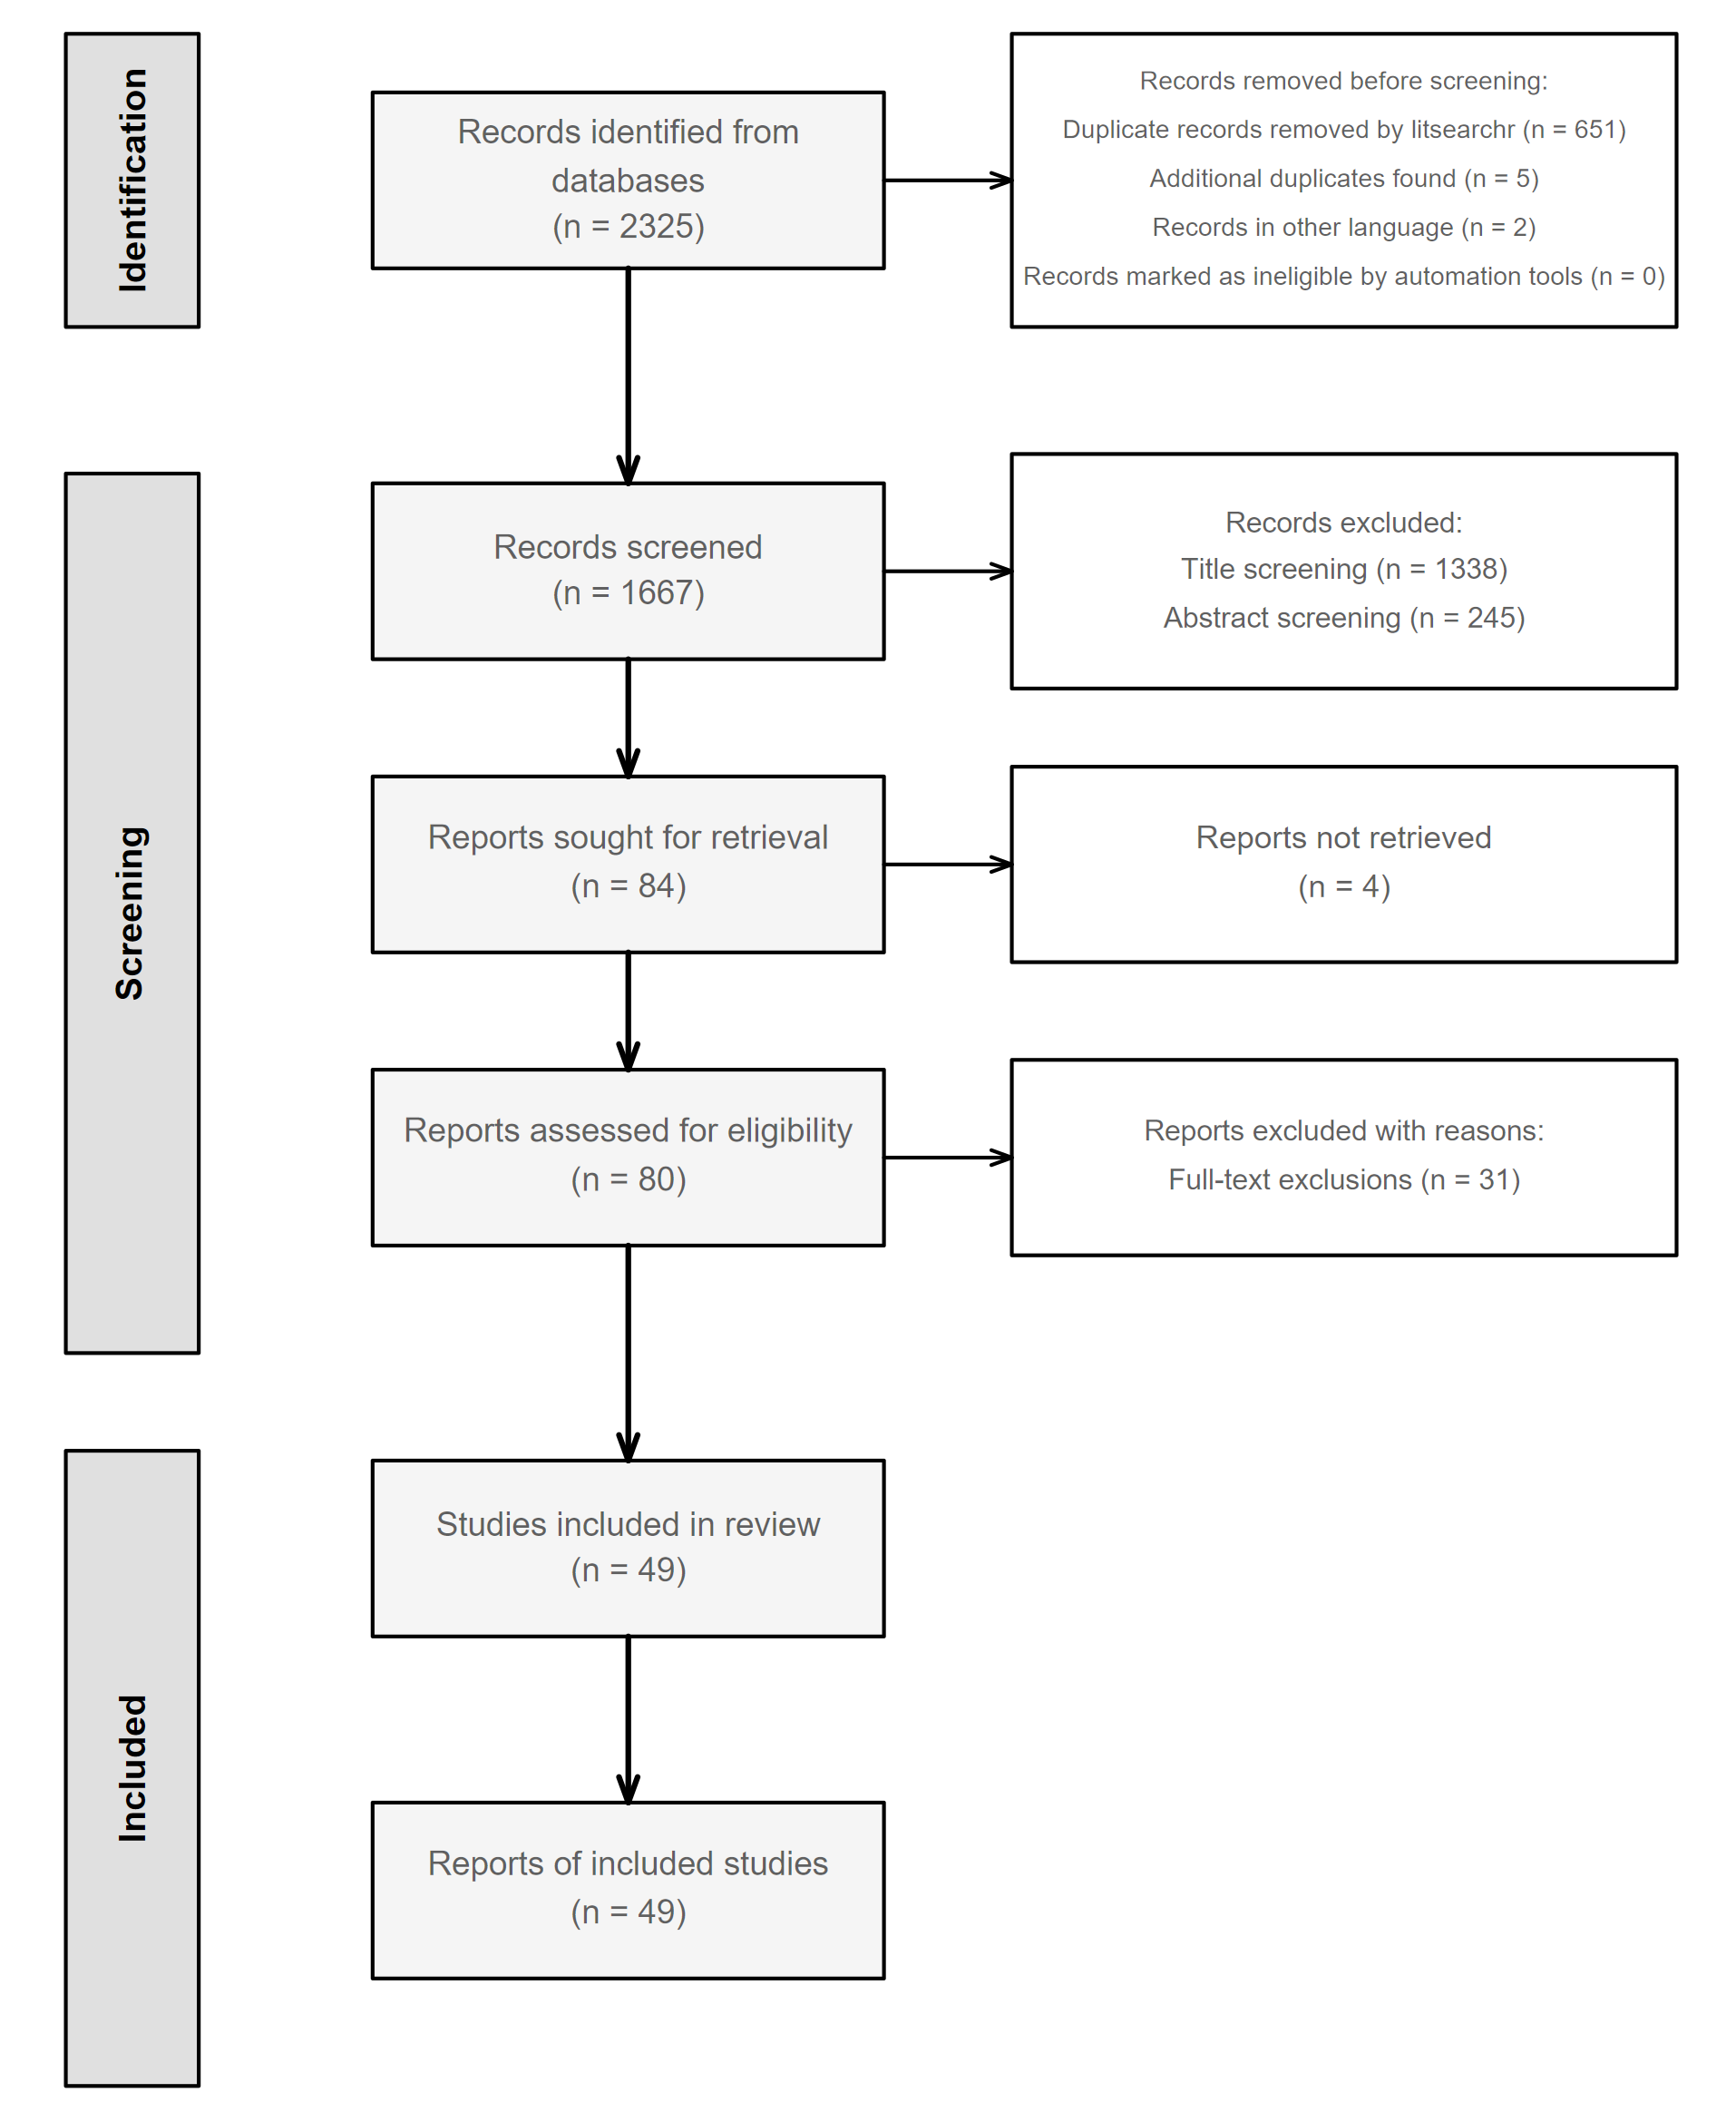 Identification
Records identified from
databases
(n = 2325)
Records removed before screening:
Duplicate records removed by litsearchr (n = 651)
Additional duplicates found (n = 5)
Records in other language (n = 2)
Records marked as ineligible by automation tools (n = 0)
Screening
Records screened
(n = 1667)
Records excluded:
Title screening (n = 1338)
Abstract screening (n = 245)
Reports sought for retrieval
(n = 84)
Reports not retrieved
(n = 4)
Reports assessed for eligibility
(n = 80)
Reports excluded with reasons:
Full-text exclusions (n = 31)
Included
Studies included in review
(n = 49)
Reports of included studies
(n = 49)